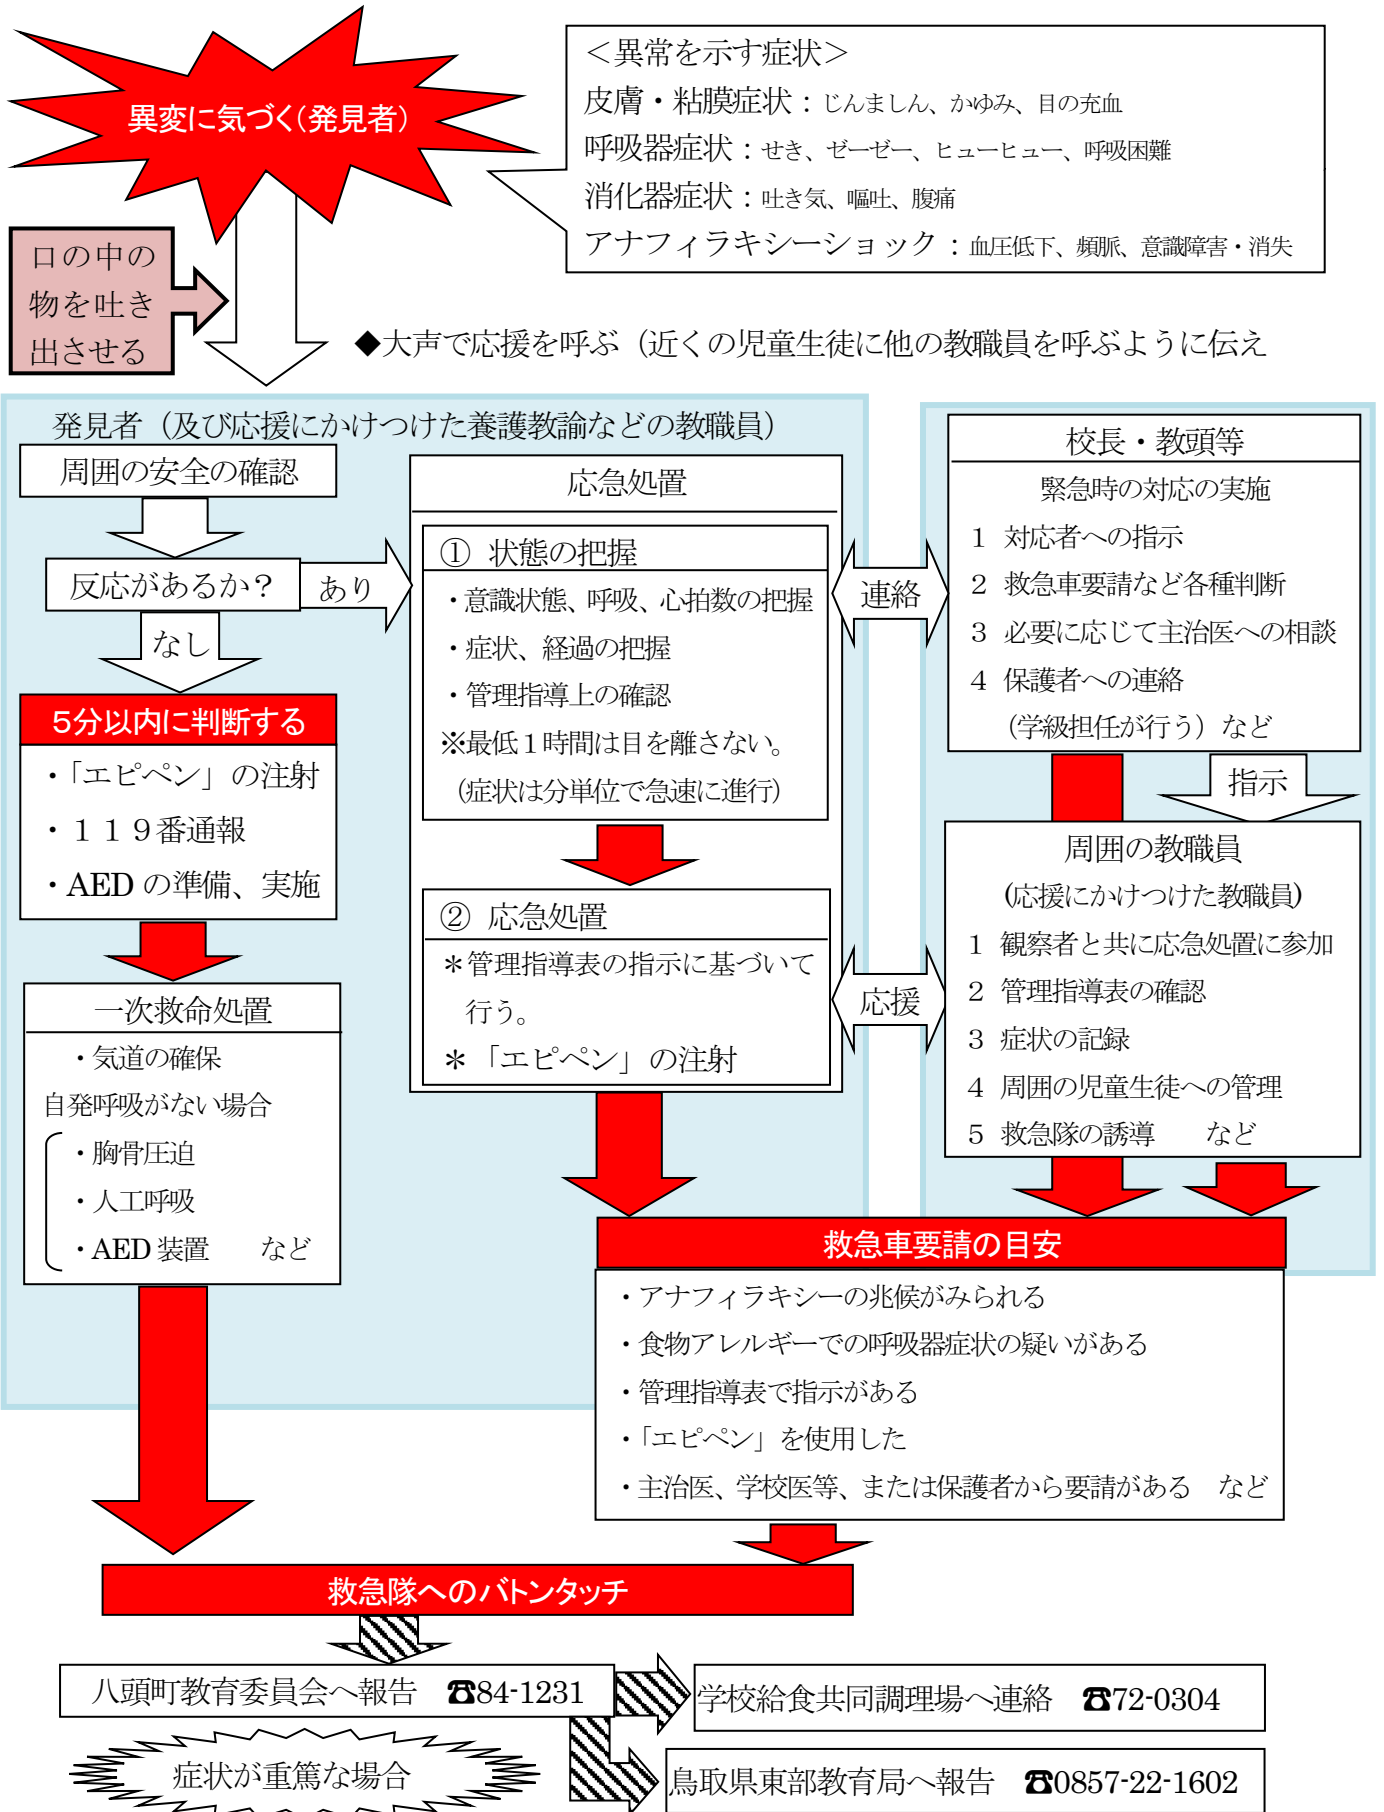 異変に気づく(発見者)
＜異常を示す症状＞
皮膚・粘膜症状：じんましん、かゆみ、目の充血
呼吸器症状：せき、ゼーゼー、ヒューヒュー、呼吸困難
消化器症状：吐き気、嘔吐、腹痛
アナフィラキシーショック：血圧低下、頻脈、意識障害・消失
口の中の
物を吐き
出させる
◆大声で応援を呼ぶ（近くの児童生徒に他の教職員を呼ぶように伝え
発見者（及び応援にかけつけた養護教諭などの教職員）
周囲の安全の確認
反応があるか？
あり
なし
５分以内に判断する
・「エピペン」の注射
・１１９番通報
・AEDの準備、実施
一次救命処置
・気道の確保
自発呼吸がない場合
・胸骨圧迫
・人工呼吸
・AED装置　など
応急処置
① 状態の把握
・意識状態、呼吸、心拍数の把握
・症状、経過の把握
・管理指導上の確認
※最低１時間は目を離さない。
（症状は分単位で急速に進行）
② 応急処置
＊管理指導表の指示に基づいて
行う。
＊「エピペン」の注射
連絡
応援
校長・教頭等
緊急時の対応の実施
１ 対応者への指示
２ 救急車要請など各種判断
３ 必要に応じて主治医への相談
４ 保護者への連絡
（学級担任が行う）など
指示
周囲の教職員
(応援にかけつけた教職員)
１ 観察者と共に応急処置に参加
２ 管理指導表の確認
３ 症状の記録
４ 周囲の児童生徒への管理
５ 救急隊の誘導　など
救急車要請の目安
・アナフィラキシーの兆候がみられる
・食物アレルギーでの呼吸器症状の疑いがある
・管理指導表で指示がある
・「エピペン」を使用した
・主治医、学校医等、または保護者から要請がある　など
救急隊へのバトンタッチ
八頭町教育委員会へ報告　☎84-1231
学校給食共同調理場へ連絡　☎72-0304
症状が重篤な場合
鳥取県東部教育局へ報告　☎0857-22-1602